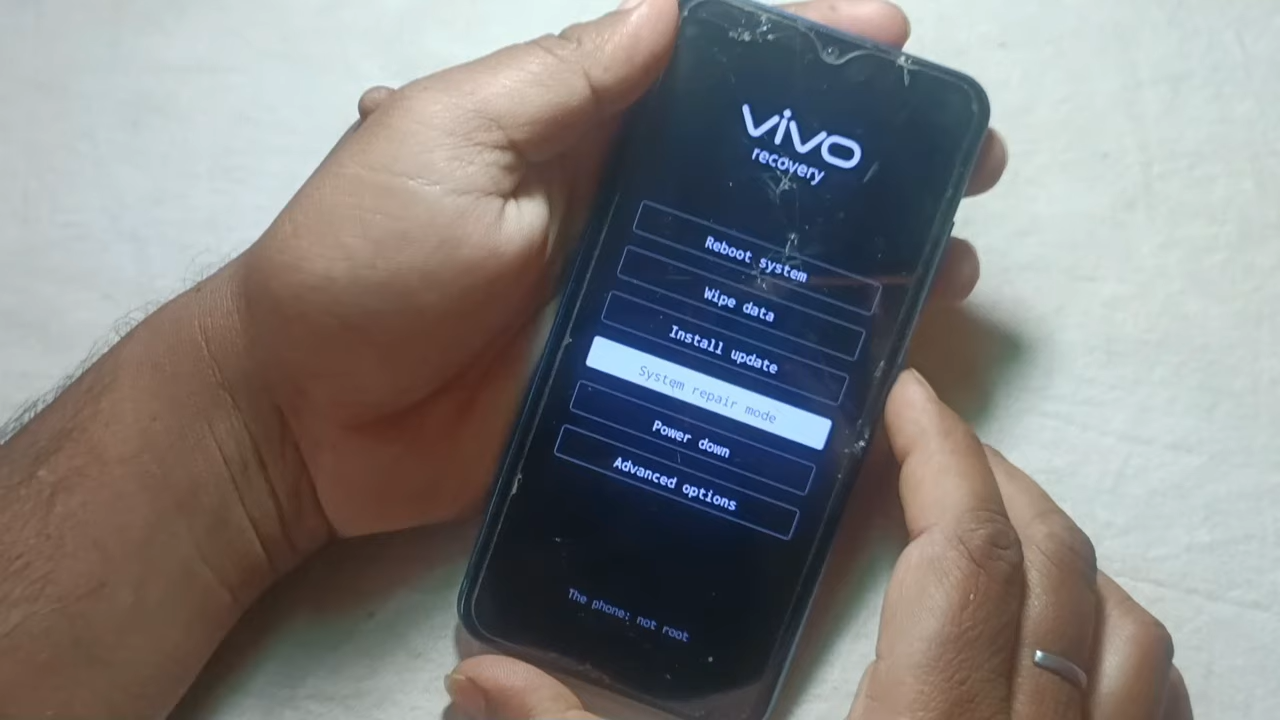 vivo
recovery
Reboot system
Wipe data
Install update
System repair mode
Power down
Advanced options
The phone: not root